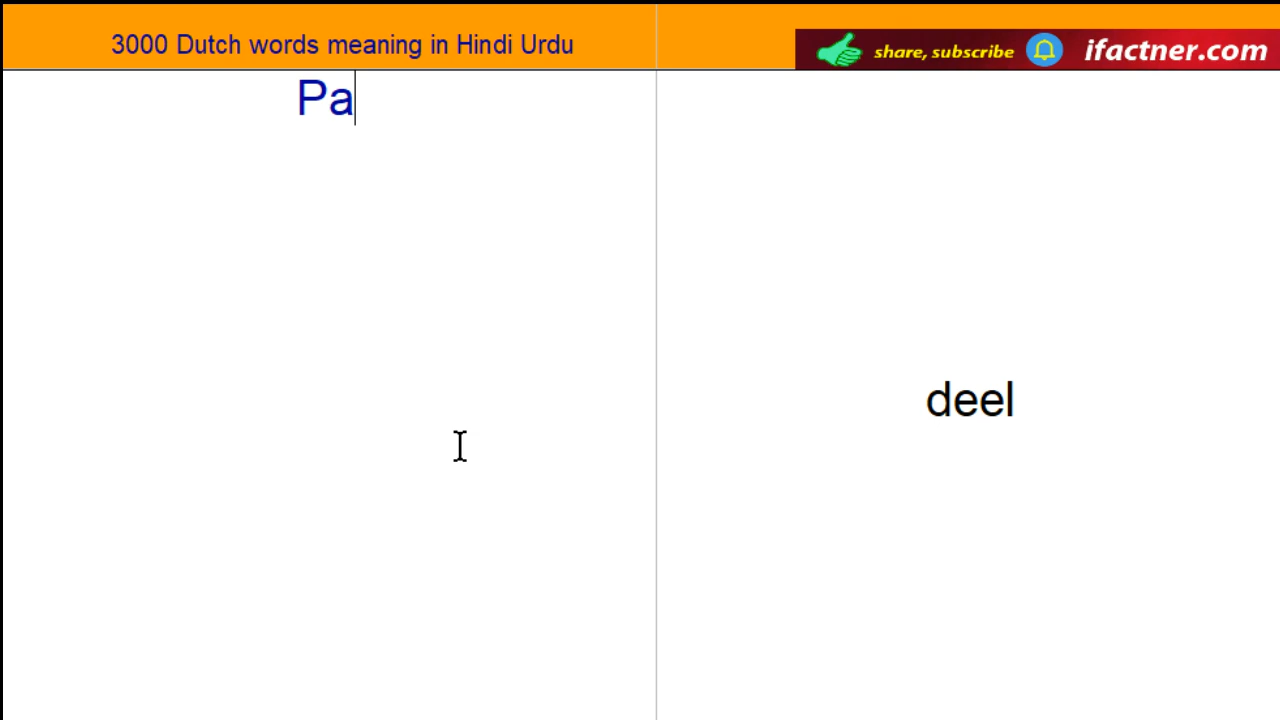 3000 Dutch words meaning in Hindi Urdu
share, subscribe ifactner.com
Pa
deel